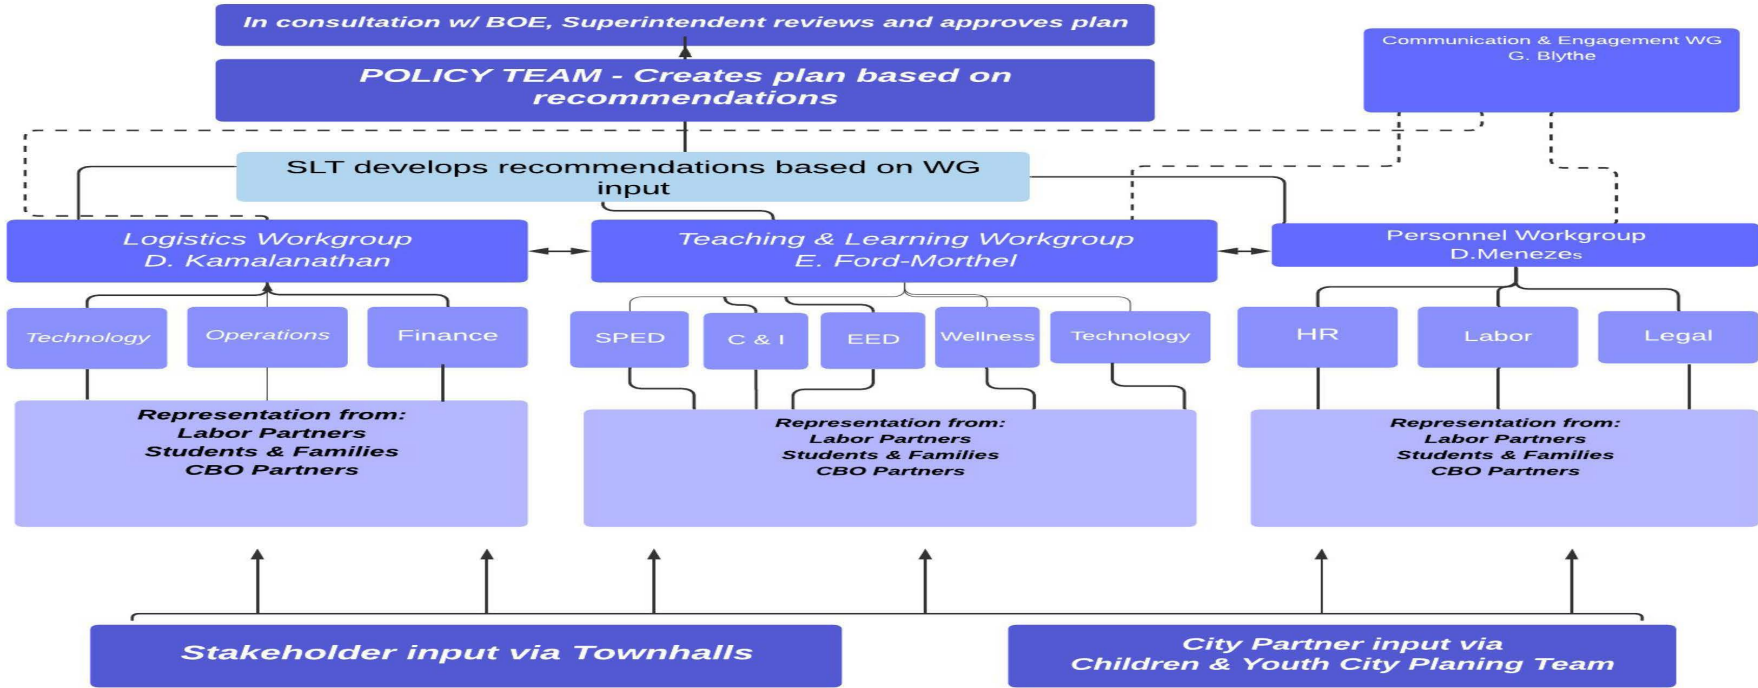 In consultation w/ BOE, Superintendent reviews and approves plan
Communication & Engagement WG
G. Blythe
POLICY TEAM - Creates plan based on
recommendations
SLT develops recommendations based on WG
input
Logistics Workgroup
D. Kamalanathan
Teaching & Learning Workgroup
E. Ford-Morthel
Personnel Workgroup
D.Menezes
Technology
Operations
Finance
SPED
C & I
EED
Wellness
Technology
HR
Labor
Legal
Representation from:
Labor Partners
Students & Families
CBO Partners
Representation from:
Labor Partners
Students & Families
CBO Partners
Representation from:
Labor Partners
Students & Families
CBO Partners
Stakeholder input via Townhalls
City Partner input via
Children & Youth City Planing Team